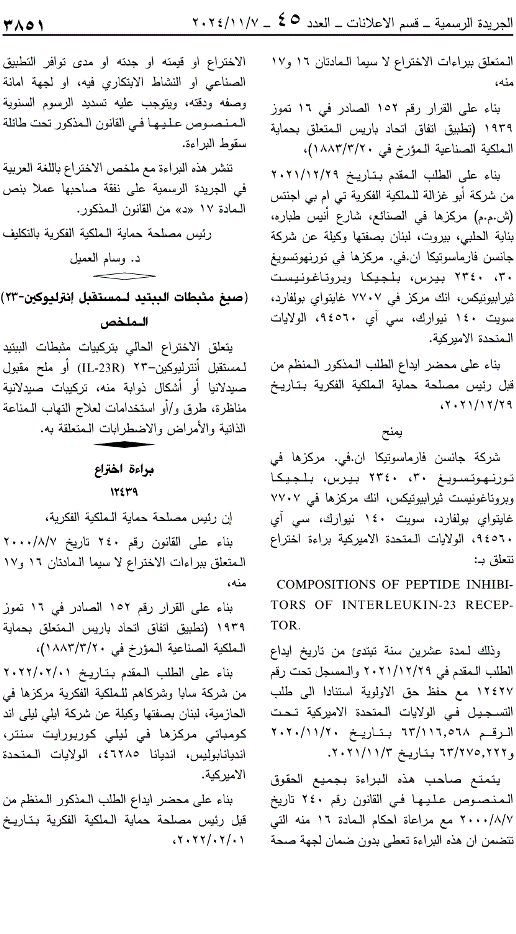 الجريدة الرسمية ــ قسم الاعلانات ــ العدد ٤٥ ــ ٢٠٢٤/١١/٧
٣٨٥١
المتعلق ببراءات الاختراع لا سيما المادتان ١٦ و١٧
منه،
بناء على القرار رقم ١٥٢ الصادر في ١٦ تموز
١٩٣٩ (تطبيق اتفاق اتحاد باريس المتعلق بحماية
الملكية الصناعية المؤرخ في ١٨٨٣/٣/٢٠)،
بناء على الطلب المقدم بتاريخ ٢٠٢١/١٢/٢٩
من شركة أبو غزالة للملكية الفكرية تي ام بي اجنتس
(ش.م.م) مركزها في الصنائع، شارع أنيس طباره،
بناية الحلبي، بيروت، لبنان بصفتها وكيلة عن شركة
جانسن فارماسوتيكا ان.في. مركزها في تورنهوتسويغ
٣٠، ٢٣٤٠ بيرس، بلجيكا وبروتاغونيست
ثيرابيونيكس، انك مركز في ٧٧٠٧ غايتواي بولفارد،
سويت ١٤٠ نيوارك، سي آي ٩٤٥٦٠، الولايات
المتحدة الاميركية.
بناء على محضر ايداع الطلب المذكور المنظم من
قبل رئيس مصلحة حماية الملكية الفكرية بتاريخ
٢٠٢١/١٢/٢٩،
يمنح
شركة جانسن فارماسوتيكا ان.في. مركزها في
تورنهوتسويغ ٣٠، ٢٣٤٠ بيرس، بلجيكا
وبروتاغونيست ثيرابيوتيكس، انك مركزها في ٧٧٠٧
غايتواي بولفارد، سويت ١٤٠ نيوارك، سي آي
٩٤٥٦٠، الولايات المتحدة الاميركية براءة اختراع
تتعلق بـ:
COMPOSITIONS OF PEPTIDE INHIBI-
TORS OF INTERLEUKIN-23 RECEP-
TOR.
وذلك لمدة عشرين سنة تبتدئ من تاريخ ايداع
الطلب المقدم في ٢٠٢١/١٢/٢٩ والمسجل تحت رقم
١٢٤٢٧ مع حفظ حق الاولوية استنادا الى طلب
التسجيل في الولايات المتحدة الاميركية تحت
الرقم ٦٣/١١٦,٥٦٨ بتاريخ ٢٠٢٠/١١/٢٠
و٦٣/٢٧٥,٢٢٢ بتاريخ ٢٠٢١/١١/٣.
يتمتع صاحب هذه البراءة بجميع الحقوق
المنصوص عليها في القانون رقم ٢٤٠ تاريخ
٢٠٠٠/٨/٧ مع مراعاة احكام المادة ١٦ منه التي
تتضمن ان هذه البراءة تعطى بدون ضمان لجهة صحة
الاختراع او قيمته او جدته او مدى توافر التطبيق
الصناعي او النشاط الابتكاري فيه، او لجهة امانة
وصفه ودقته، ويتوجب عليه تسديد الرسوم السنوية
المنصوص عليها في القانون المذكور تحت طائلة
سقوط البراءة.
تنشر هذه البراءة مع ملخص الاختراع باللغة العربية
في الجريدة الرسمية على نفقة صاحبها عملا بنص
المادة ١٧ «د» من القانون المذكور.
رئيس مصلحة حماية الملكية الفكرية بالتكليف
د. وسام العميل
(صيغ مثبطات الببتيد لمستقبل إنترليوكين-٢٣)
الملخص
يتعلق الاختراع الحالي بتركيبات مثبطات الببتيد
لمستقبل أنترليوكين-٢٣ (IL-23R) أو ملح مقبول
صيدلانيا أو أشكال ذوابة منه، تركيبات صيدلانية
مناظرة، طرق و/أو استخدامات لعلاج التهاب المناعة
الذاتية والأمراض والاضطرابات المتعلقة به.
براءة اختراع
١٢٤٣٩
إن رئيس مصلحة حماية الملكية الفكرية،
بناء على القانون رقم ٢٤٠ تاريخ ٢٠٠٠/٨/٧
المتعلق ببراءات الاختراع لا سيما المادتان ١٦ و١٧
منه،
بناء على القرار رقم ١٥٢ الصادر في ١٦ تموز
١٩٣٩ (تطبيق اتفاق اتحاد باريس المتعلق بحماية
الملكية الصناعية المؤرخ في ١٨٨٣/٣/٢٠)،
بناء على الطلب المقدم بتاريخ ٢٠٢٢/٠٢/٠١
من شركة سابا وشركاهم للملكية الفكرية مركزها في
الحازمية، لبنان بصفتها وكيلة عن شركة ايلي ليلى اند
كومباني مركزها في ليلي كوربورايت سنتر،
اندينابوليس، انديانا ٤٦٢٨٥، الولايات المتحدة
الاميركية.
بناء على محضر ايداع الطلب المذكور المنظم من
قبل رئيس مصلحة حماية الملكية الفكرية بتاريخ
٢٠٢٢/٠٢/٠١،